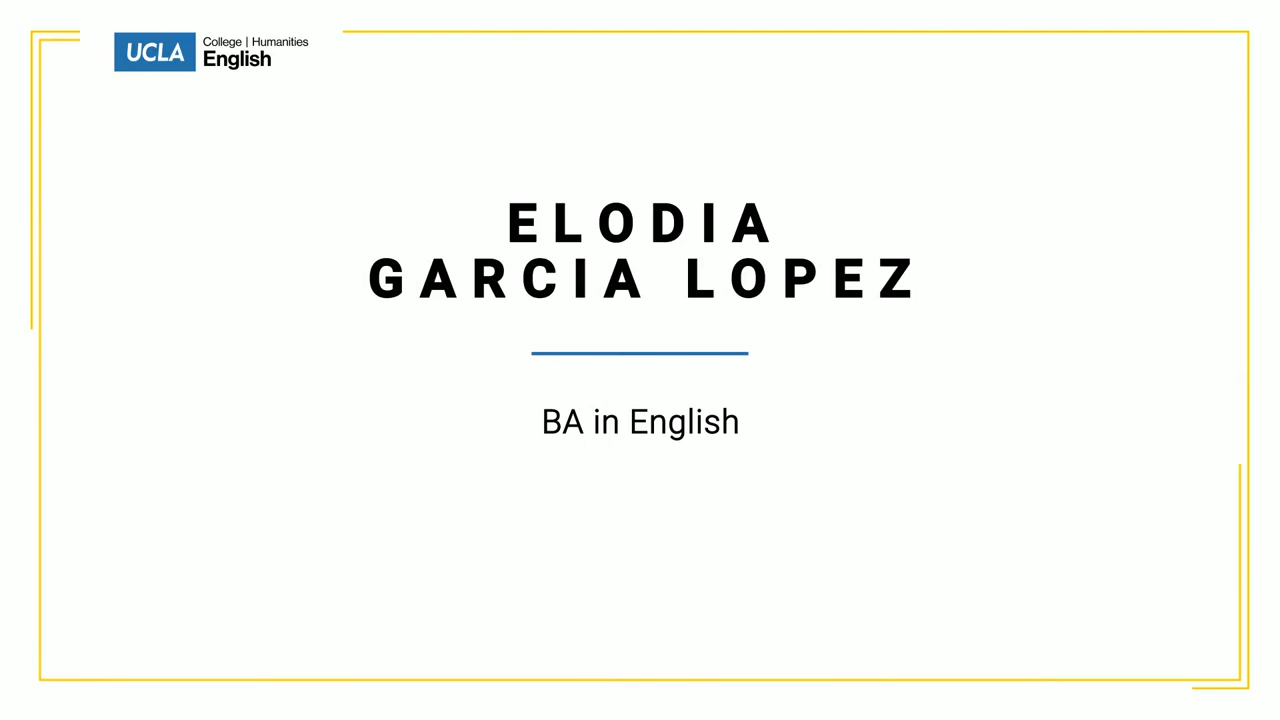 UCLA
College | Humanities
English
ELODIA
GARCIA LOPEZ
BA in English